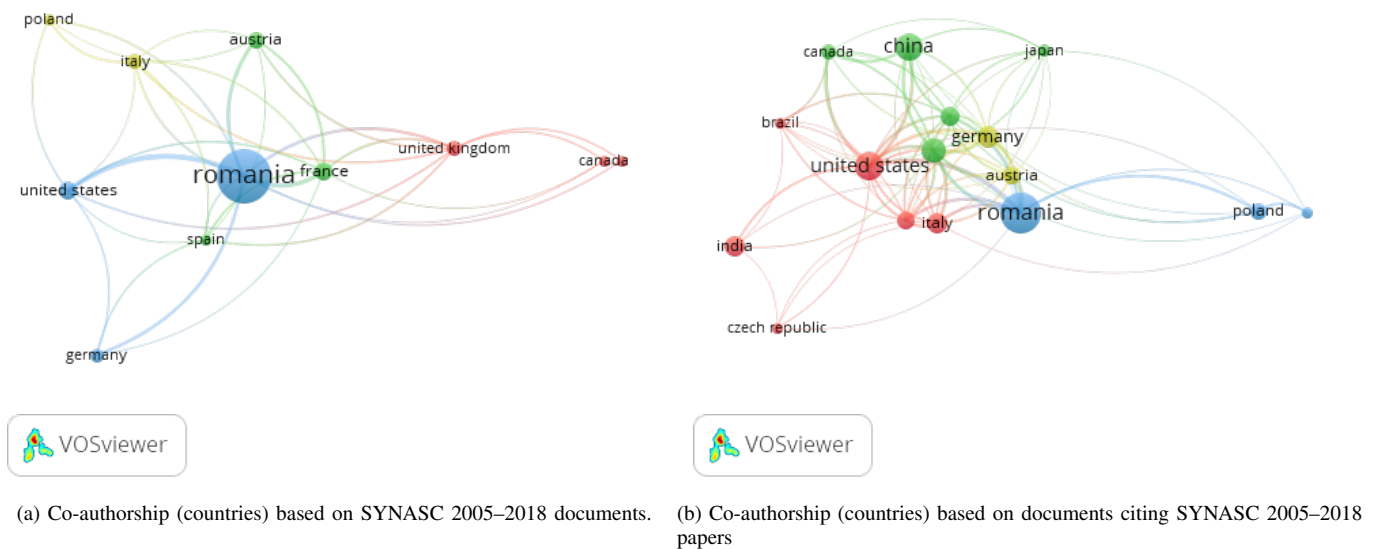 poland
austria
italy
united kingdom
canada
romania
france
united states
spain
germany
VOSviewer
(a) Co-authorship (countries) based on SYNASC 2005–2018 documents.
canada
china
japan
brazil
germany
united states
austria
romania
poland
italy
india
czech republic
VOSviewer
(b) Co-authorship (countries) based on documents citing SYNASC 2005–2018
papers